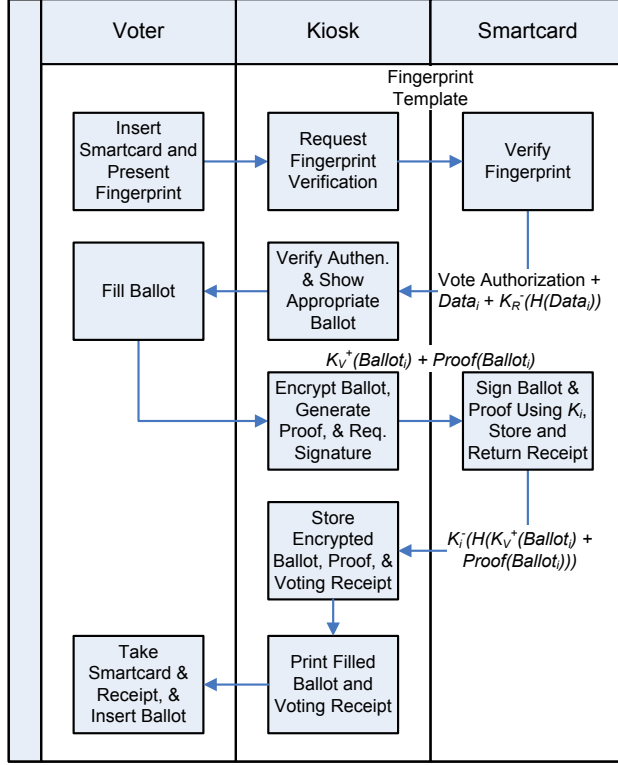 Voter
Kiosk
Smartcard
Fingerprint
Template
Insert
Smartcard and
Present
Fingerprint
Request
Fingerprint
Verification
Verify
Fingerprint
Vote Authorization +
Dataᵢ + K_R⁻(H(Dataᵢ))
Verify Authen.
& Show
Appropriate
Ballot
Fill Ballot
K_V⁺(Ballotᵢ) + Proof(Ballotᵢ)
Encrypt Ballot,
Generate
Proof, & Req.
Signature
Sign Ballot &
Proof Using Kᵢ,
Store and
Return Receipt
Kᵢ⁻(H(K_V⁺(Ballotᵢ) +
Proof(Ballotᵢ)))
Store
Encrypted
Ballot, Proof, &
Voting Receipt
Print Filled
Ballot and
Voting Receipt
Take
Smartcard &
Receipt, &
Insert Ballot